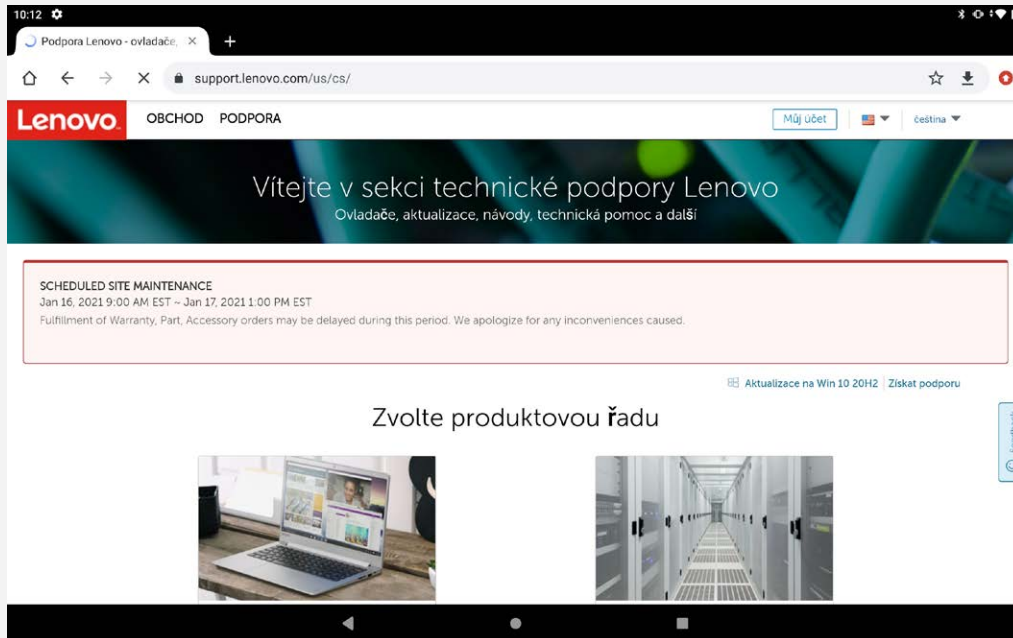 10:12
Podpora Lenovo - ovladače,
support.lenovo.com/us/cs/
Lenovo. OBCHOD PODPORA Můj účet čeština
Vítejte v sekci technické podpory Lenovo
Ovladače, aktualizace, návody, technická pomoc a další
SCHEDULED SITE MAINTENANCE
Jan 16, 2021 9:00 AM EST ~ Jan 17, 2021 1:00 PM EST
Fulfillment of Warranty, Part, Accessory orders may be delayed during this period. We apologize for any inconveniences caused.
Aktualizace na Win 10 20H2 Získat podporu
Zvolte produktovou řadu